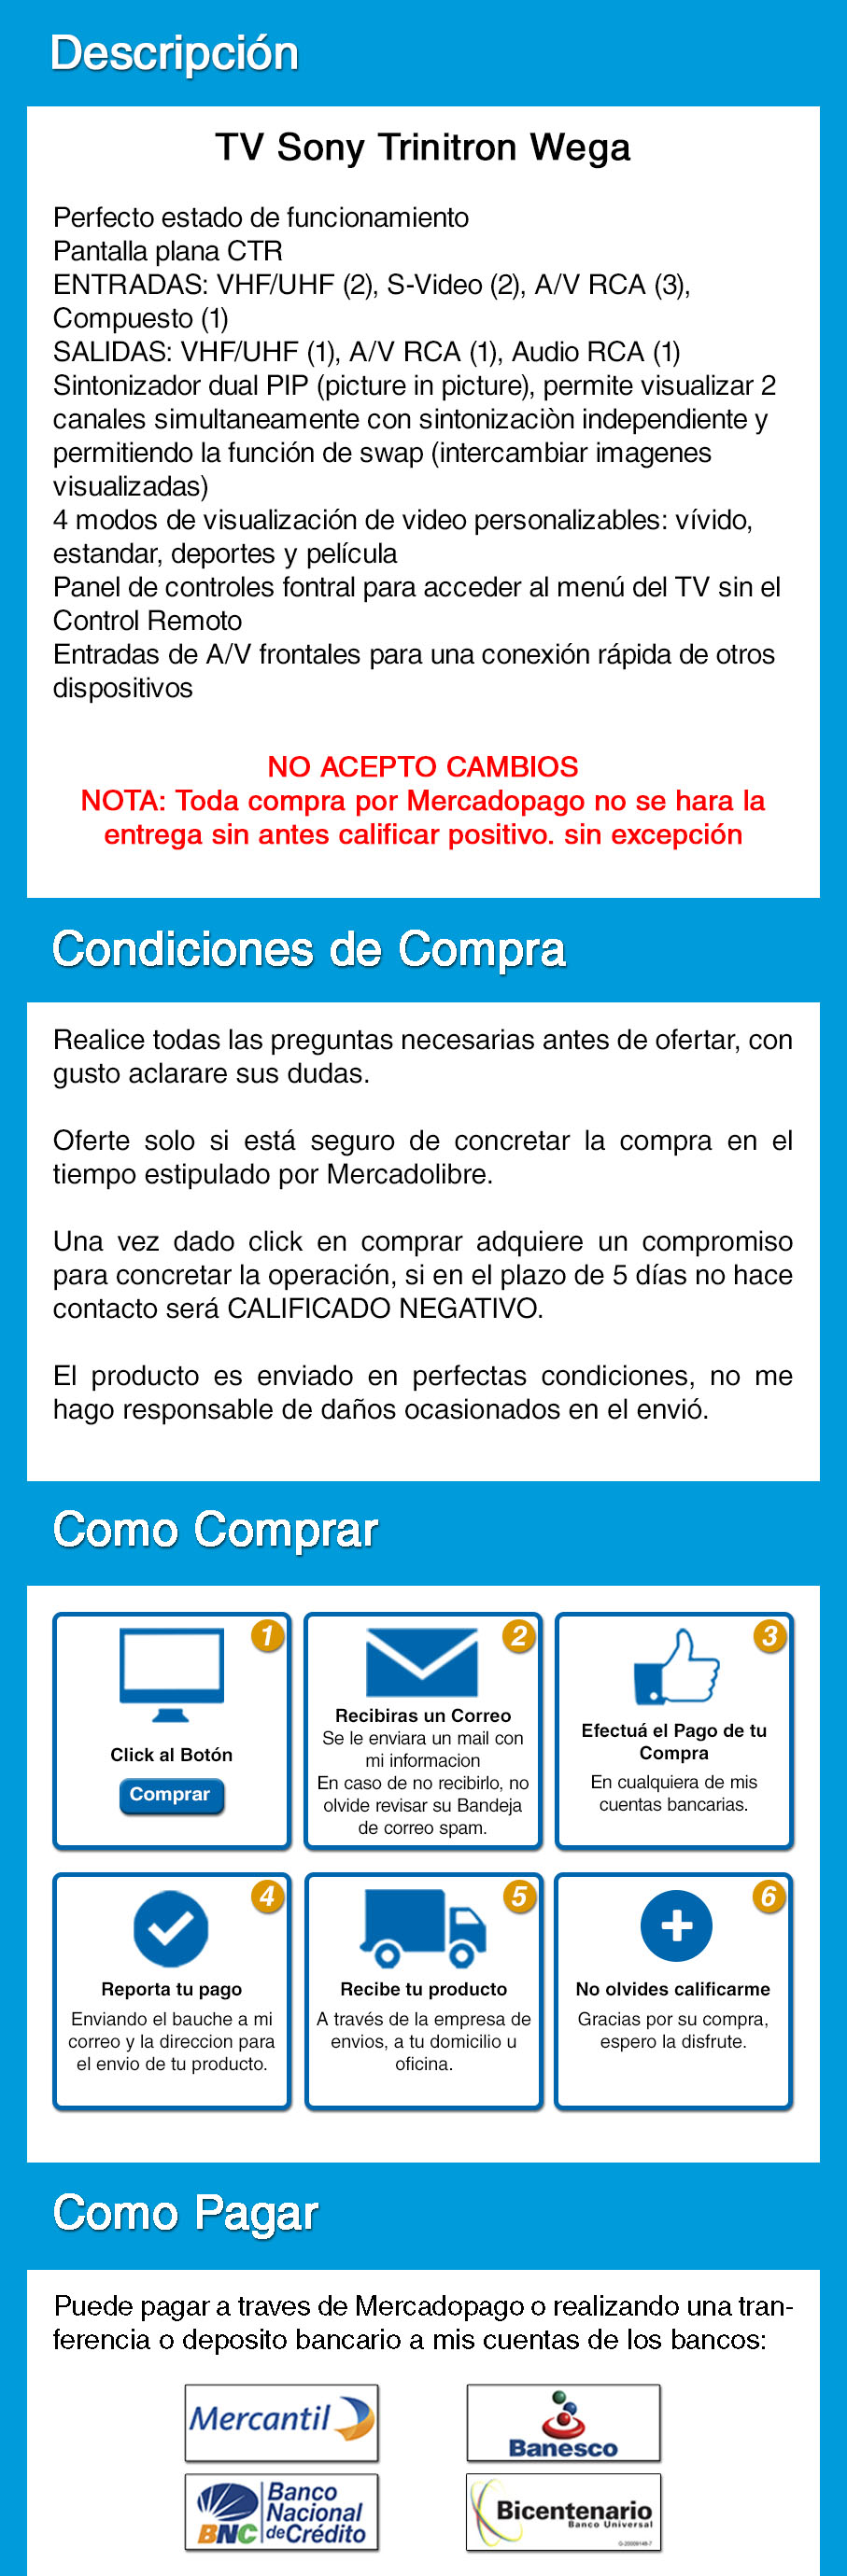 Descripción
TV Sony Trinitron Wega
Perfecto estado de funcionamiento
Pantalla plana CTR
ENTRADAS: VHF/UHF (2), S-Video (2), A/V RCA (3),
Compuesto (1)
SALIDAS: VHF/UHF (1), A/V RCA (1), Audio RCA (1)
Sintonizador dual PIP (picture in picture), permite visualizar 2
canales simultaneamente con sintonizaciòn independiente y
permitiendo la función de swap (intercambiar imagenes
visualizadas)
4 modos de visualización de video personalizables: vívido,
estandar, deportes y película
Panel de controles fontral para acceder al menú del TV sin el
Control Remoto
Entradas de A/V frontales para una conexión rápida de otros
dispositivos
NO ACEPTO CAMBIOS
NOTA: Toda compra por Mercadopago no se hara la
entrega sin antes calificar positivo. sin excepción
Condiciones de Compra
Realice todas las preguntas necesarias antes de ofertar, con
gusto aclarare sus dudas.
Oferte solo si está seguro de concretar la compra en el
tiempo estipulado por Mercadolibre.
Una vez dado click en comprar adquiere un compromiso
para concretar la operación, si en el plazo de 5 días no hace
contacto será CALIFICADO NEGATIVO.
El producto es enviado en perfectas condiciones, no me
hago responsable de daños ocasionados en el envió.
Como Comprar
1
Click al Botón
Comprar
2
Recibiras un Correo
Se le enviara un mail con
mi informacion
En caso de no recibirlo, no
olvide revisar su Bandeja
de correo spam.
3
Efectuá el Pago de tu
Compra
En cualquiera de mis
cuentas bancarias.
4
Reporta tu pago
Enviando el bauche a mi
correo y la direccion para
el envio de tu producto.
5
Recibe tu producto
A través de la empresa de
envios, a tu domicilio u
oficina.
6
No olvides calificarme
Gracias por su compra,
espero la disfrute.
Como Pagar
Puede pagar a traves de Mercadopago o realizando una tran-
ferencia o deposito bancario a mis cuentas de los bancos:
Mercantil
Banesco
BNC
Banco
Nacional
de Crédito
Bicentenario
Banco Universal